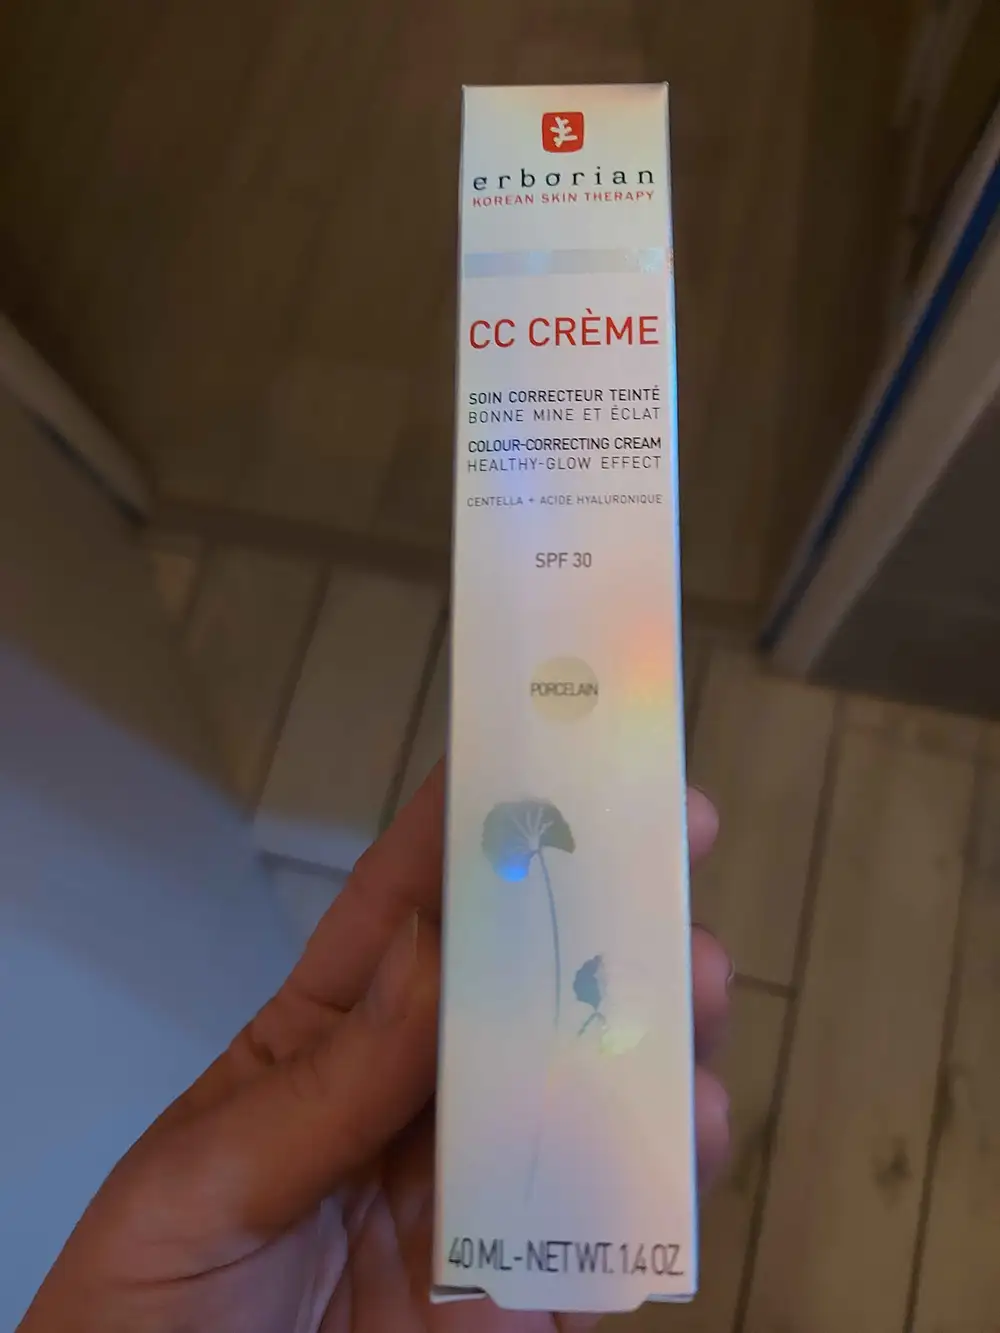 erborian
KOREAN SKIN THERAPY
CC CRÈME
SOIN CORRECTEUR TEINTÉ
BONNE MINE ET ÉCLAT
COLOUR-CORRECTING CREAM
HEALTHY-GLOW EFFECT
CENTELLA + ACIDE HYALURONIQUE
SPF 30
PORCELAIN
40 ML - NET WT. 1.4 OZ.